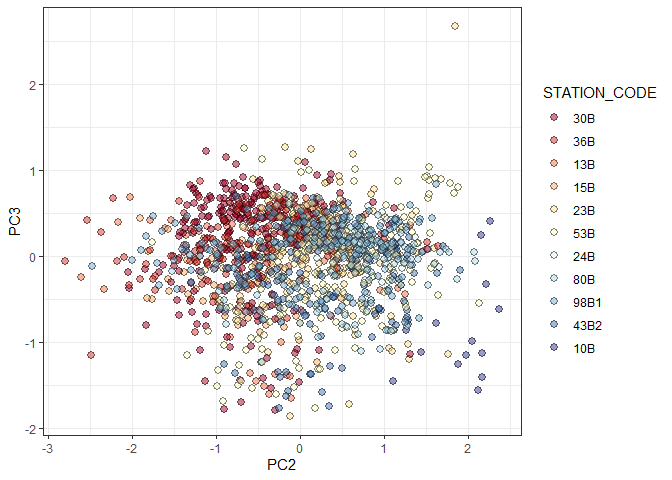 STATION_CODE
30B
36B
13B
15B
23B
53B
24B
80B
98B1
43B2
10B
PC3
2
1
0
-1
-2
-3 -2 -1 0 1 2
PC2